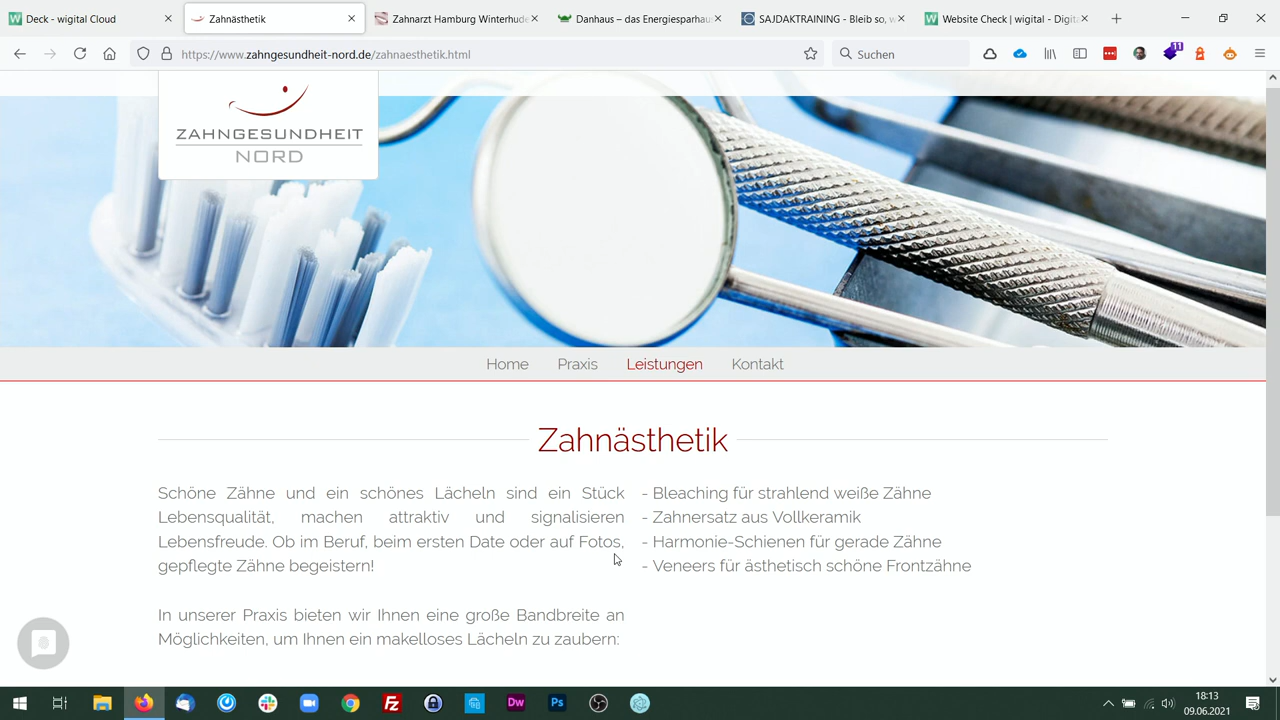 Deck - wigital Cloud
Zahnästhetik
Zahnarzt Hamburg Winterhude
Danhaus – das Energiesparhaus
SAJDAKTRAINING - Bleib so, w
Website Check | wigital - Digita
https://www.zahngesundheit-nord.de/zahnaesthetik.html
Suchen
11
ZAHNGESUNDHEIT
NORD
Home
Praxis
Leistungen
Kontakt
Zahnästhetik
Schöne Zähne und ein schönes Lächeln sind ein Stück
Lebensqualität, machen attraktiv und signalisieren
Lebensfreude. Ob im Beruf, beim ersten Date oder auf Fotos,
gepflegte Zähne begeistern!
In unserer Praxis bieten wir Ihnen eine große Bandbreite an
Möglichkeiten, um Ihnen ein makelloses Lächeln zu zaubern:
- Bleaching für strahlend weiße Zähne
- Zahnersatz aus Vollkeramik
- Harmonie-Schienen für gerade Zähne
- Veneers für ästhetisch schöne Frontzähne
Dw
Ps
18:13
09.06.2021